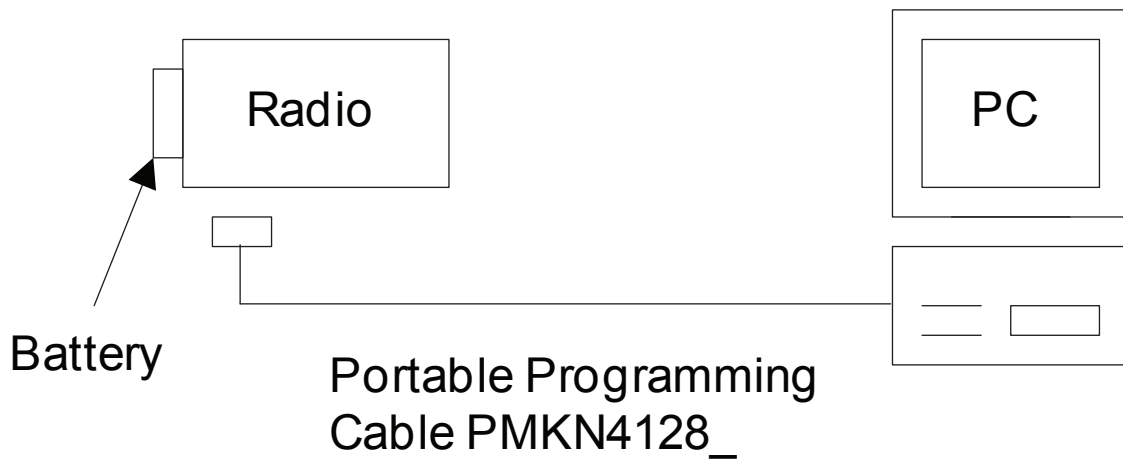 Radio
PC
Battery
Portable Programming
Cable PMKN4128_